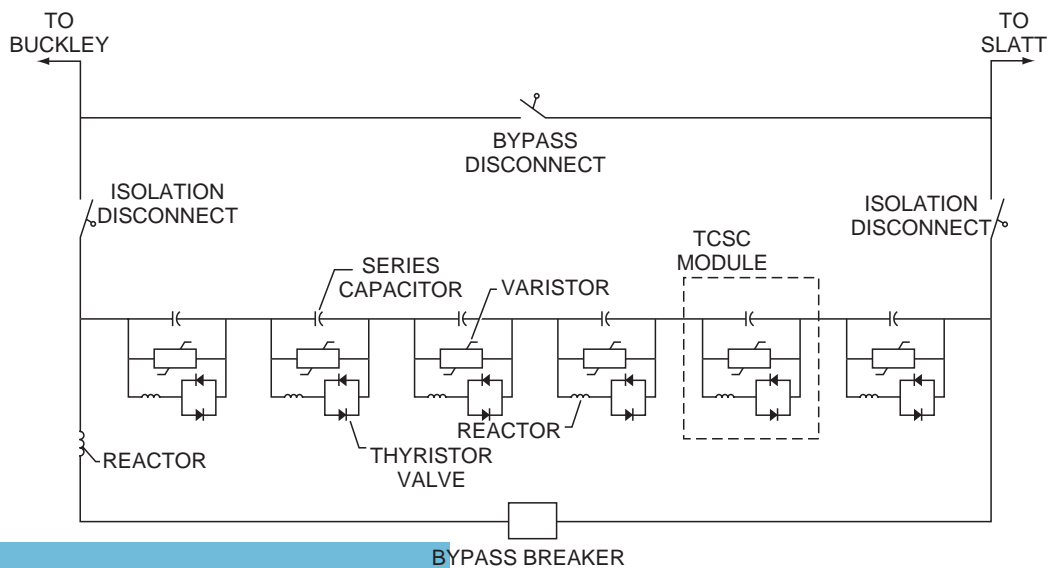 TO
BUCKLEY
TO
SLATT
BYPASS
DISCONNECT
ISOLATION
DISCONNECT
ISOLATION
DISCONNECT
TCSC
MODULE
SERIES
CAPACITOR
VARISTOR
REACTOR
REACTOR
THYRISTOR
VALVE
BYPASS BREAKER